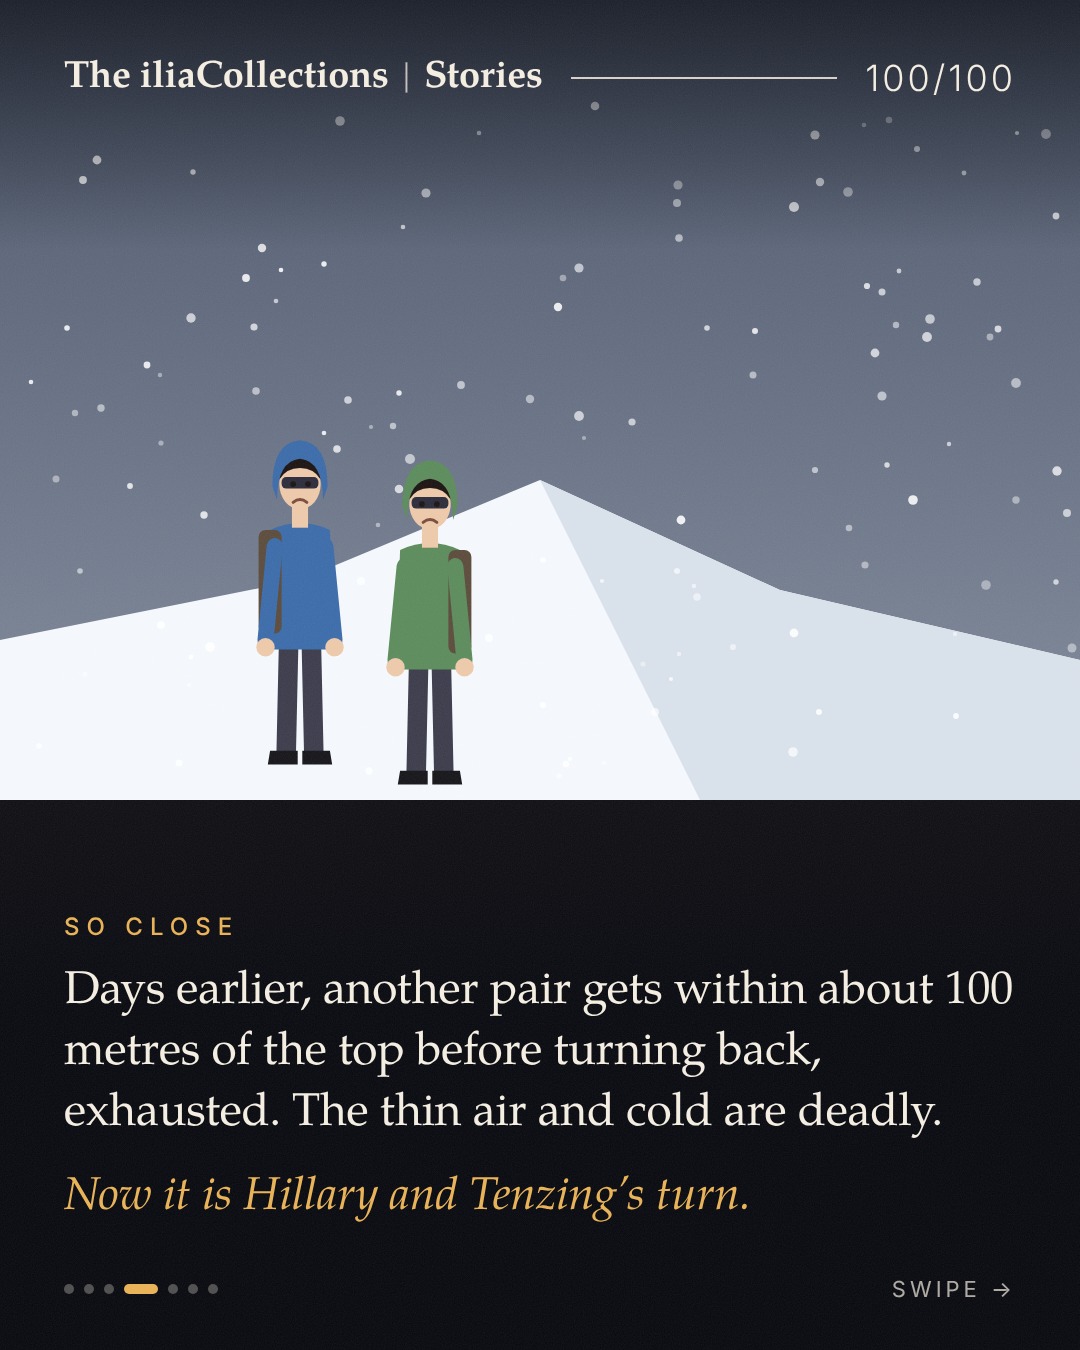 The iliaCollections | Stories 100/100
SO CLOSE
Days earlier, another pair gets within about 100
metres of the top before turning back,
exhausted. The thin air and cold are deadly.
Now it is Hillary and Tenzing’s turn.
SWIPE →